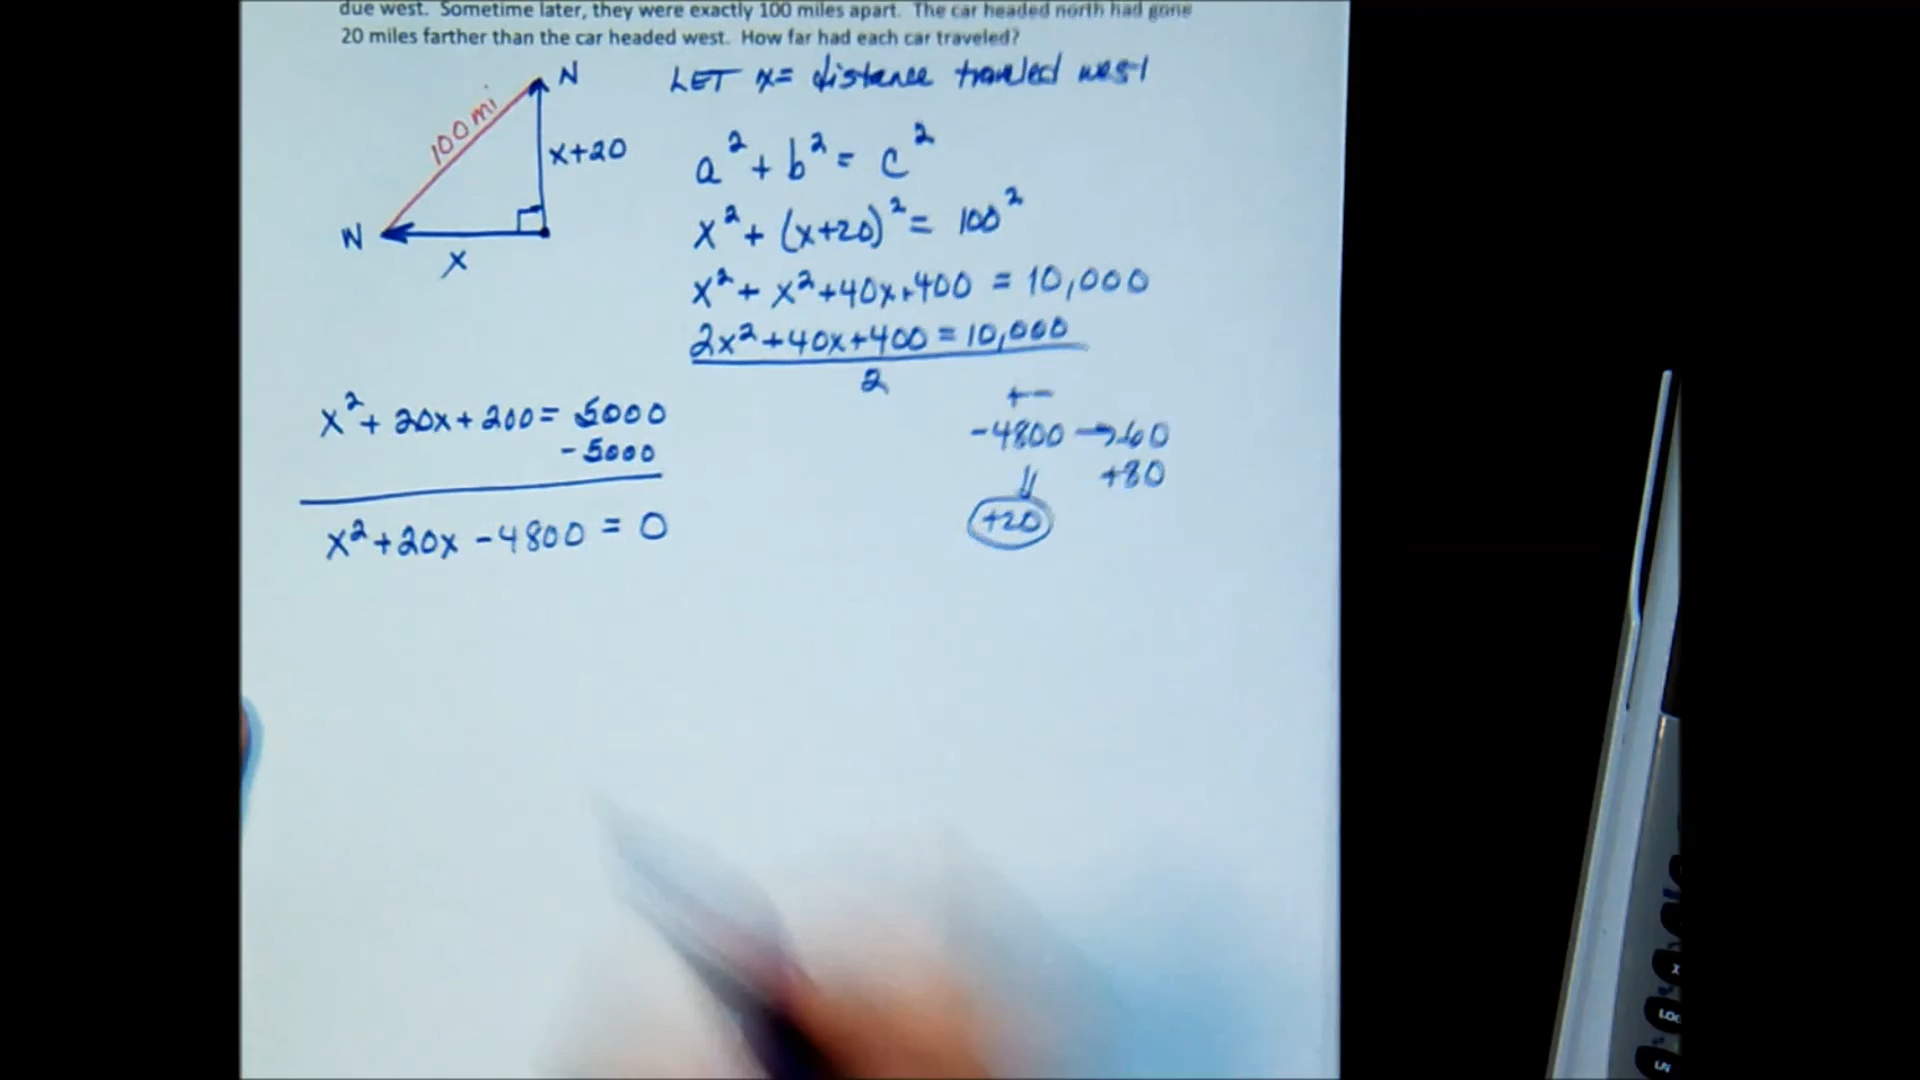 due west. Sometime later, they were exactly 100 miles apart. The car headed north had gone
20 miles farther than the car headed west. How far had each car traveled?
N
LET x = distance traveled west
100 mi
x+20
a² + b² = c²
W
x
x² + (x+20)² = 100²
x² + x² + 40x + 400 = 10,000
2x² + 40x + 400 = 10,000
2
x² + 20x + 200 = 5000
- 5000
x² + 20x - 4800 = 0
+ -
-4800 → -60
+80
+20